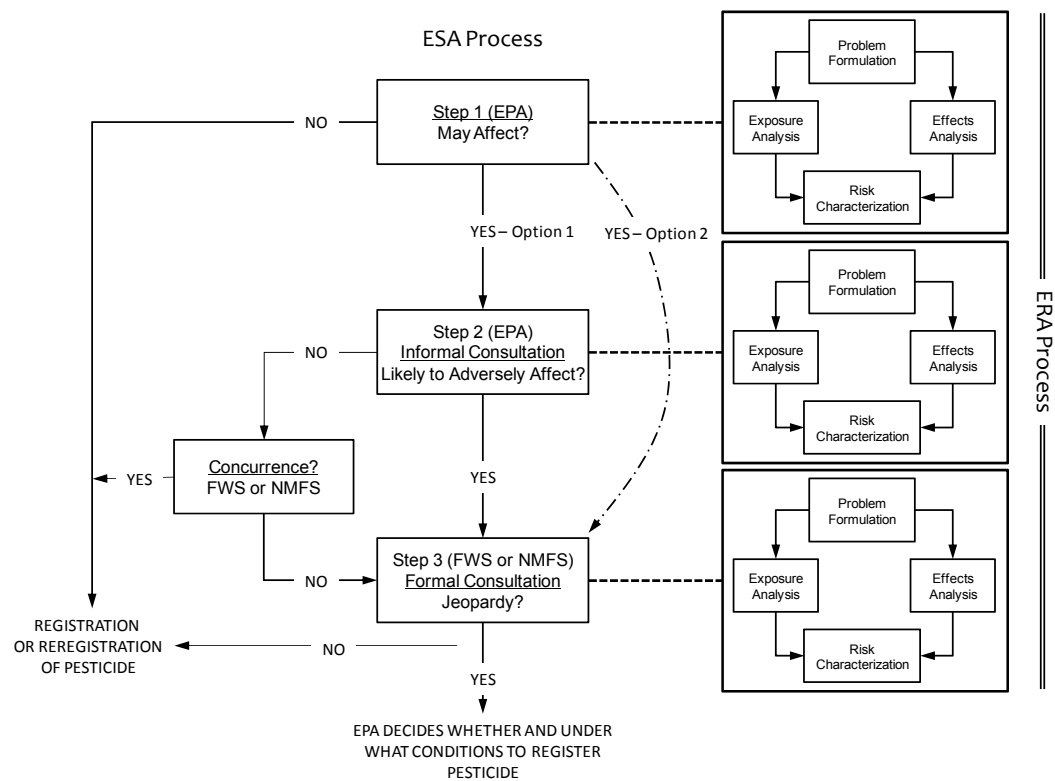 ESA Process
Step 1 (EPA)
May Affect?
NO
YES – Option 1
YES – Option 2
Step 2 (EPA)
Informal Consultation
Likely to Adversely Affect?
NO
Concurrence?
FWS or NMFS
YES
YES
NO
Step 3 (FWS or NMFS)
Formal Consultation
Jeopardy?
REGISTRATION
OR REREGISTRATION
OF PESTICIDE
NO
YES
EPA DECIDES WHETHER AND UNDER
WHAT CONDITIONS TO REGISTER
PESTICIDE
Problem
Formulation
Exposure
Analysis
Effects
Analysis
Risk
Characterization
Problem
Formulation
Exposure
Analysis
Effects
Analysis
Risk
Characterization
Problem
Formulation
Exposure
Analysis
Effects
Analysis
Risk
Characterization
ERA Process